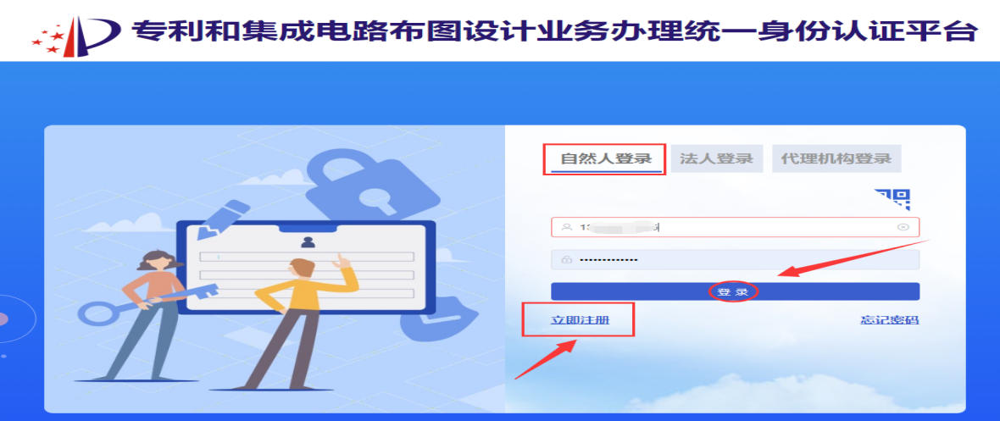 专利和集成电路布图设计业务办理统一身份认证平台
自然人登录 法人登录 代理机构登录
登 录
立即注册 忘记密码